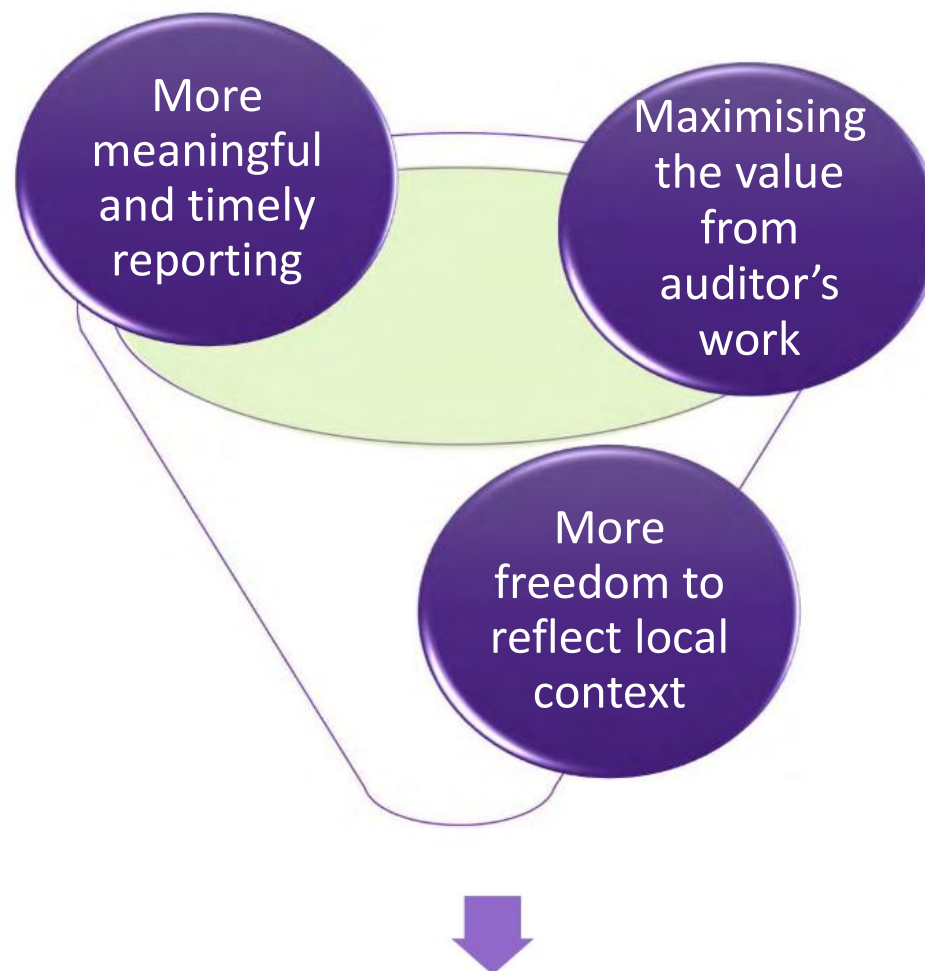 More
meaningful
and timely
reporting
Maximising
the value
from
auditor’s
work
More
freedom to
reflect local
context